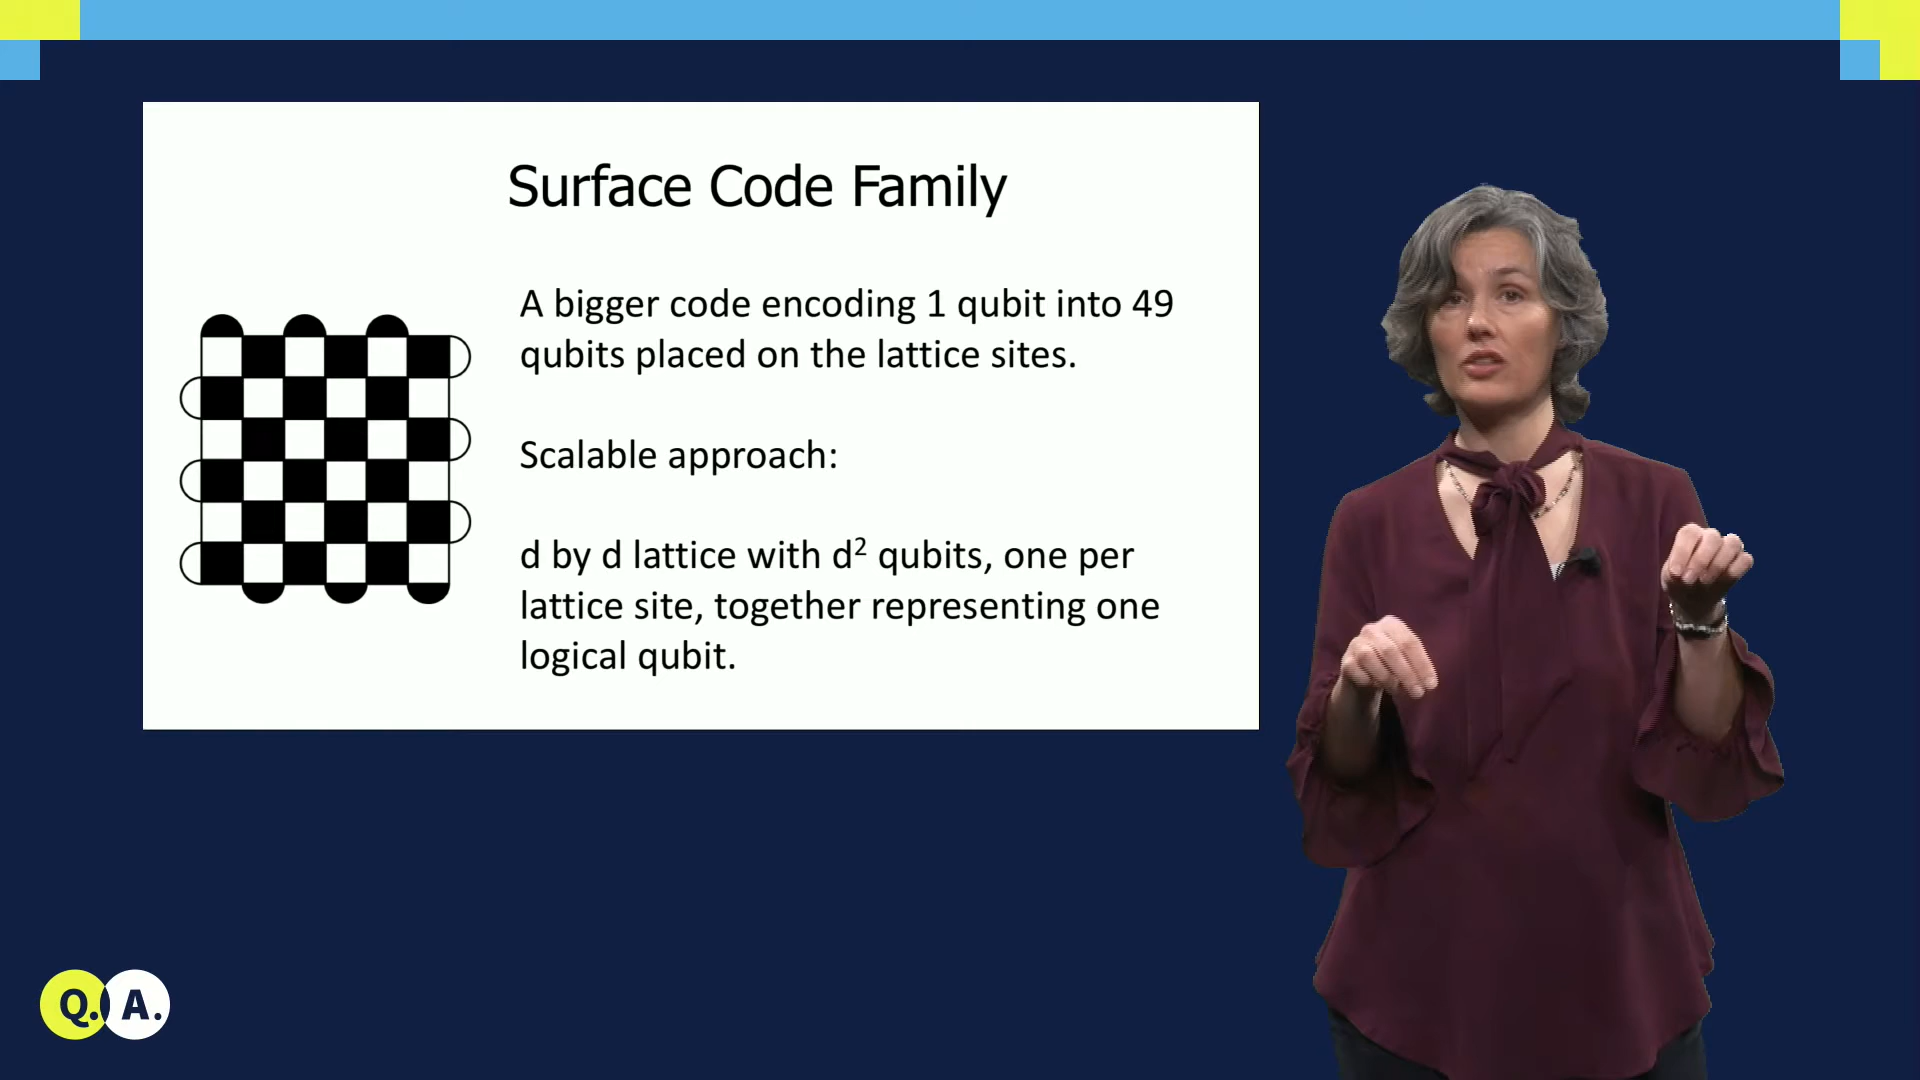 Surface Code Family
A bigger code encoding 1 qubit into 49
qubits placed on the lattice sites.
Scalable approach:
d by d lattice with d² qubits, one per
lattice site, together representing one
logical qubit.
Q. A.